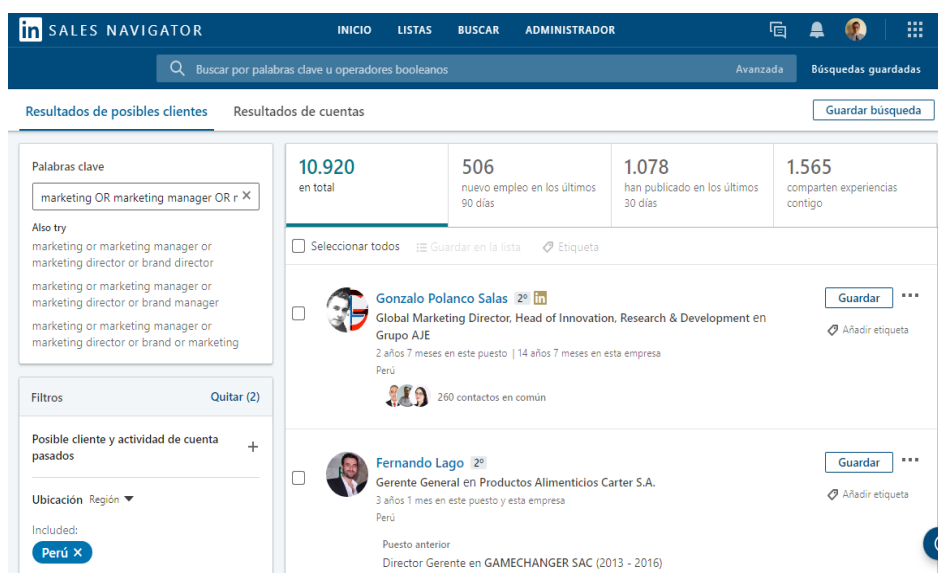 in SALES NAVIGATOR
INICIO LISTAS BUSCAR ADMINISTRADOR
Buscar por palabras clave u operadores booleanos Avanzada Búsquedas guardadas
Resultados de posibles clientes Resultados de cuentas Guardar búsqueda
Palabras clave
marketing OR marketing manager OR r
Also try
marketing or marketing manager or
marketing director or brand director
marketing or marketing manager or
marketing director or brand manager
marketing or marketing manager or
marketing director or brand or marketing
Filtros Quitar (2)
Posible cliente y actividad de cuenta
pasados
Ubicación Región
Included:
Perú ×
10.920
en total
506
nuevo empleo en los últimos
90 días
1.078
han publicado en los últimos
30 días
1.565
comparten experiencias
contigo
Seleccionar todos Guardar en la lista Etiqueta
Gonzalo Polanco Salas 2º in
Global Marketing Director, Head of Innovation, Research & Development en
Grupo AJE
2 años 7 meses en este puesto | 14 años 7 meses en esta empresa
Perú
260 contactos en común
Guardar
Añadir etiqueta
Fernando Lago 2º
Gerente General en Productos Alimenticios Carter S.A.
3 años 1 mes en este puesto y esta empresa
Perú
Puesto anterior
Director Gerente en GAMECHANGER SAC (2013 - 2016)
Guardar
Añadir etiqueta